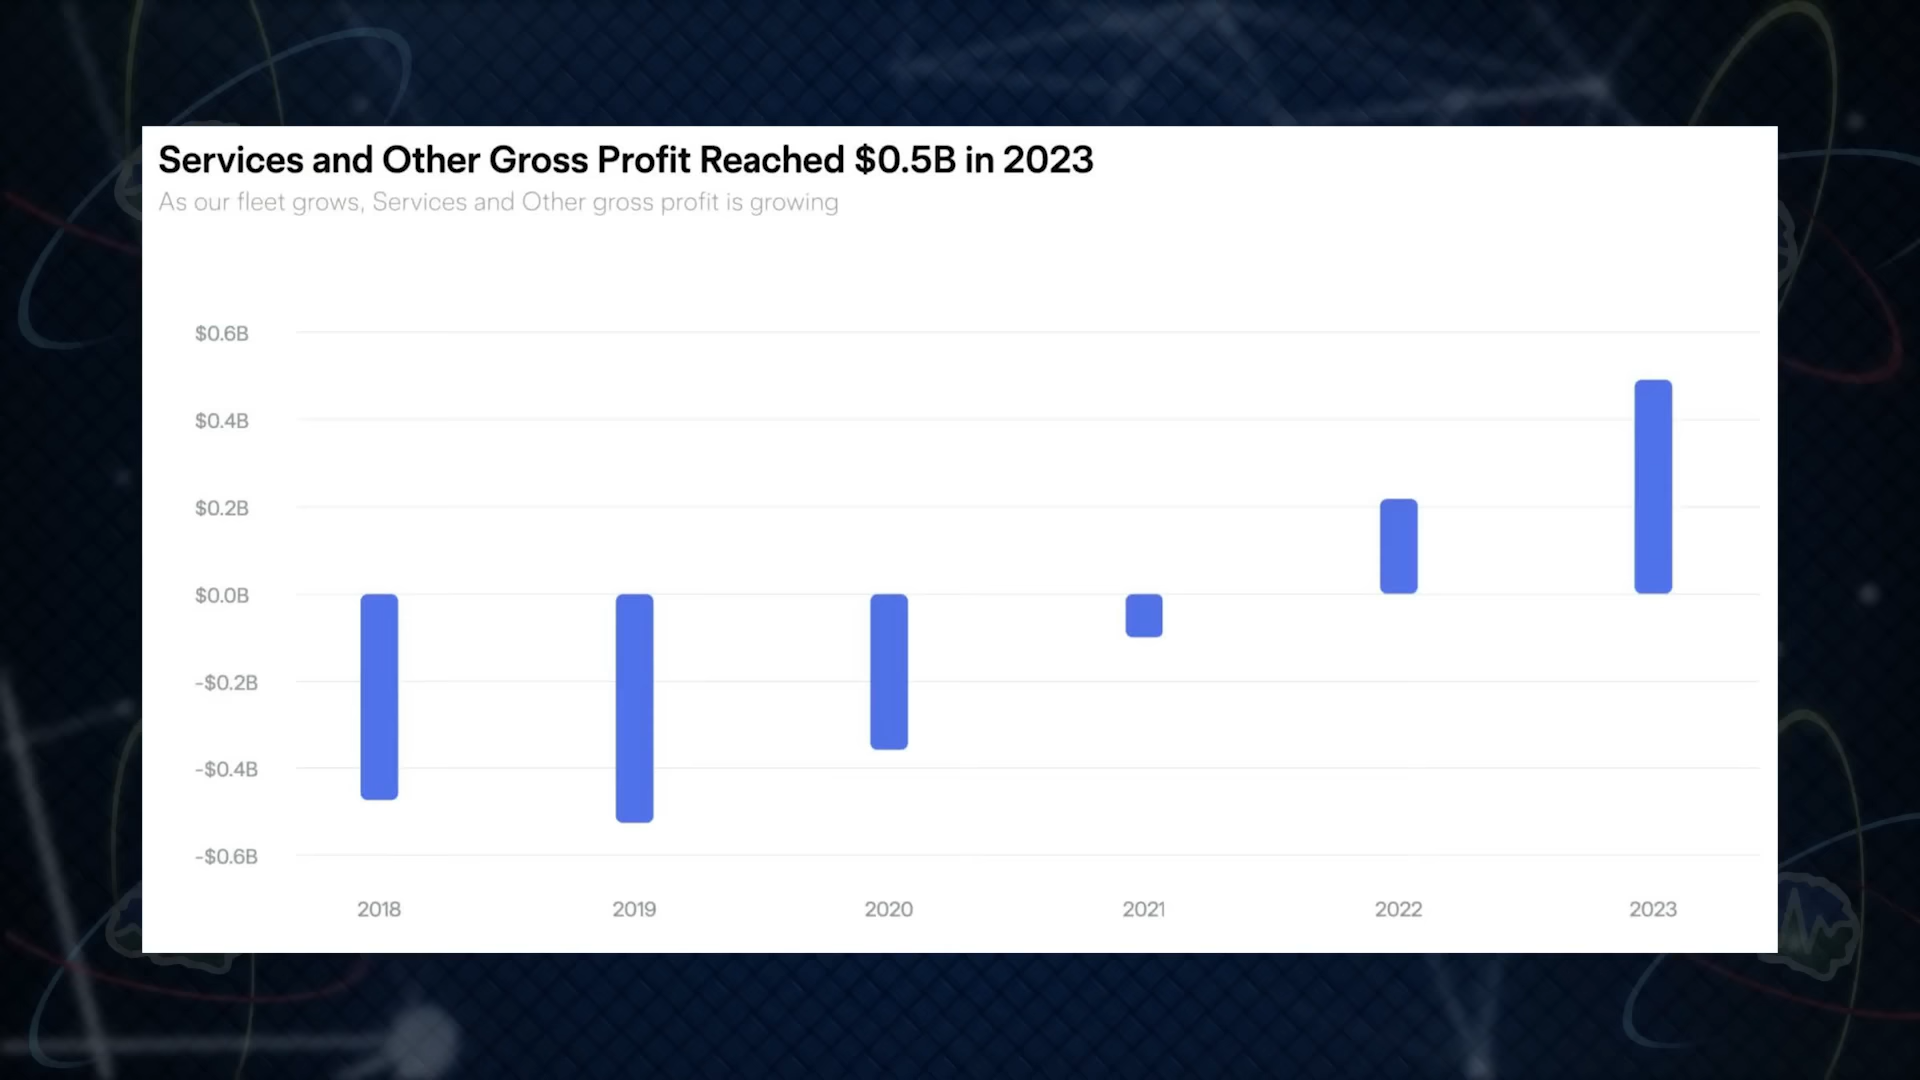 Services and Other Gross Profit Reached $0.5B in 2023
As our fleet grows, Services and Other gross profit is growing
$0.6B
$0.4B
$0.2B
$0.0B
-$0.2B
-$0.4B
-$0.6B
2018 2019 2020 2021 2022 2023